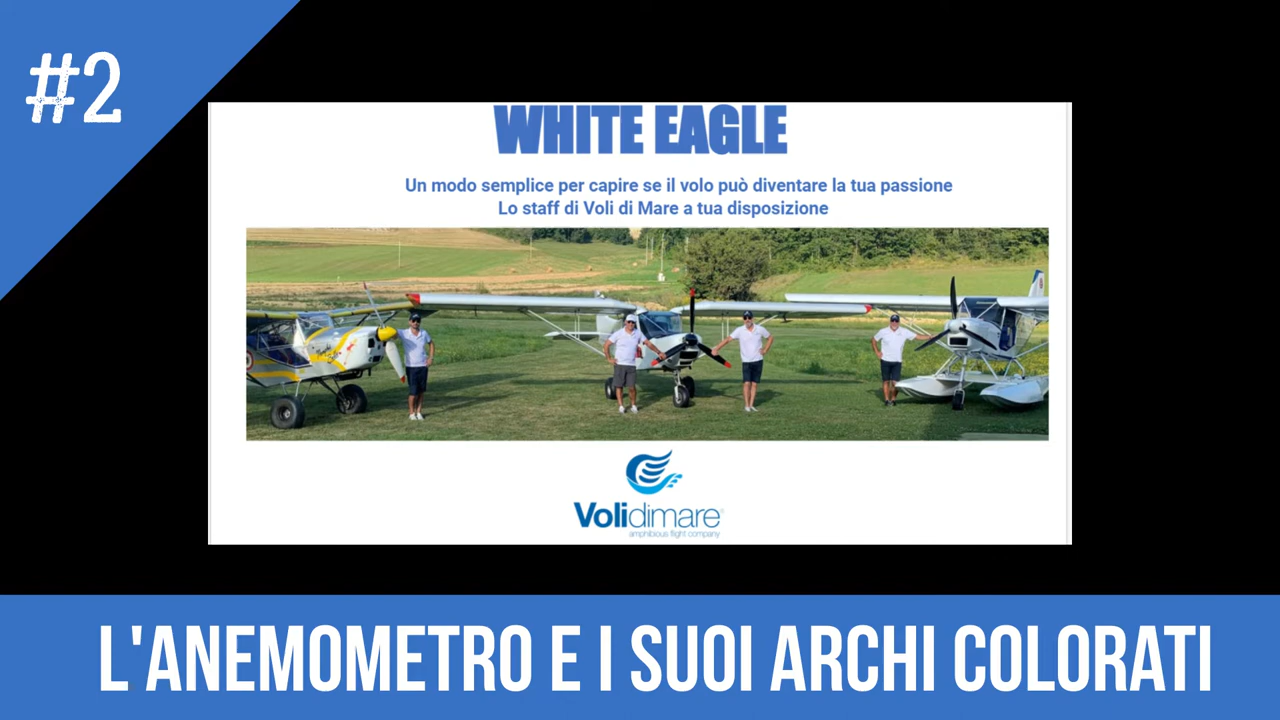 #2
WHITE EAGLE
Un modo semplice per capire se il volo può diventare la tua passione
Lo staff di Voli di Mare a tua disposizione
Volidimare
amphibious flight company
L'ANEMOMETRO E I SUOI ARCHI COLORATI